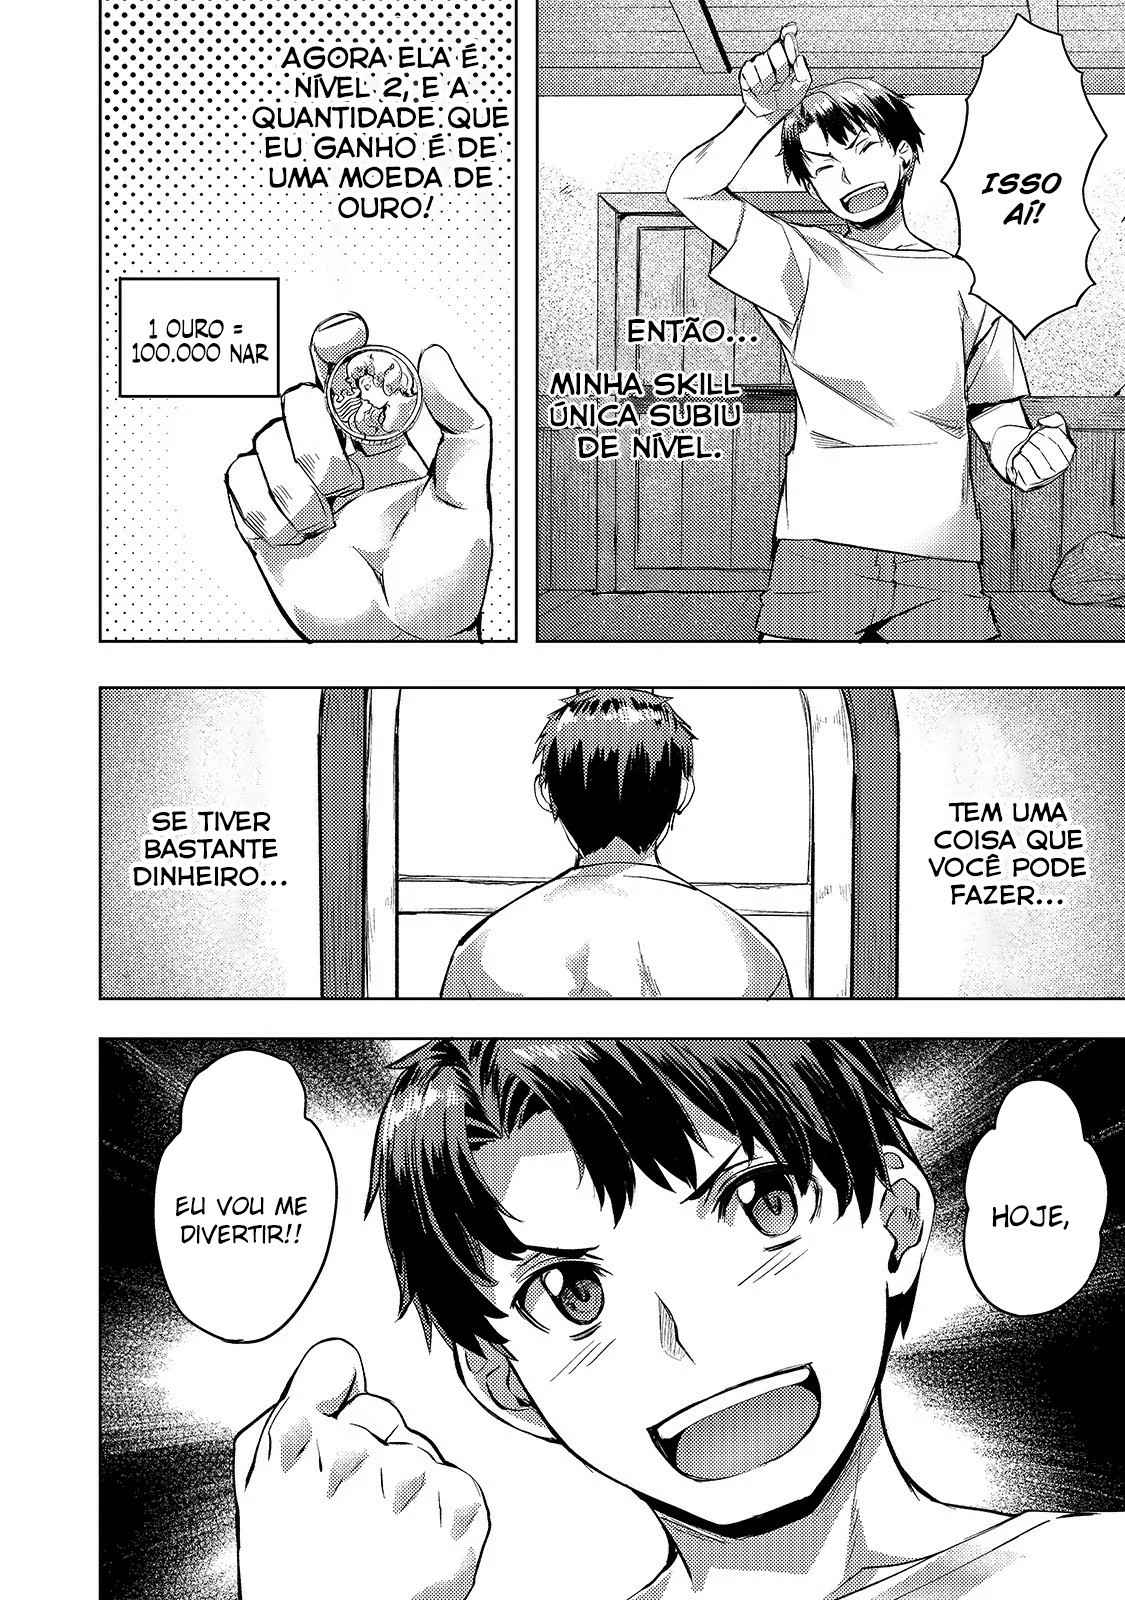 ISSO
AÍ!
ENTÃO...
MINHA SKILL
ÚNICA SUBIU
DE NÍVEL.
AGORA ELA É
NÍVEL 2, E A
QUANTIDADE QUE
EU GANHO É DE
UMA MOEDA DE
OURO!
1 OURO =
100.000 NAR
TEM UMA
COISA QUE
VOCÊ PODE
FAZER...
SE TIVER
BASTANTE
DINHEIRO...
HOJE,
EU VOU ME
DIVERTIR!!